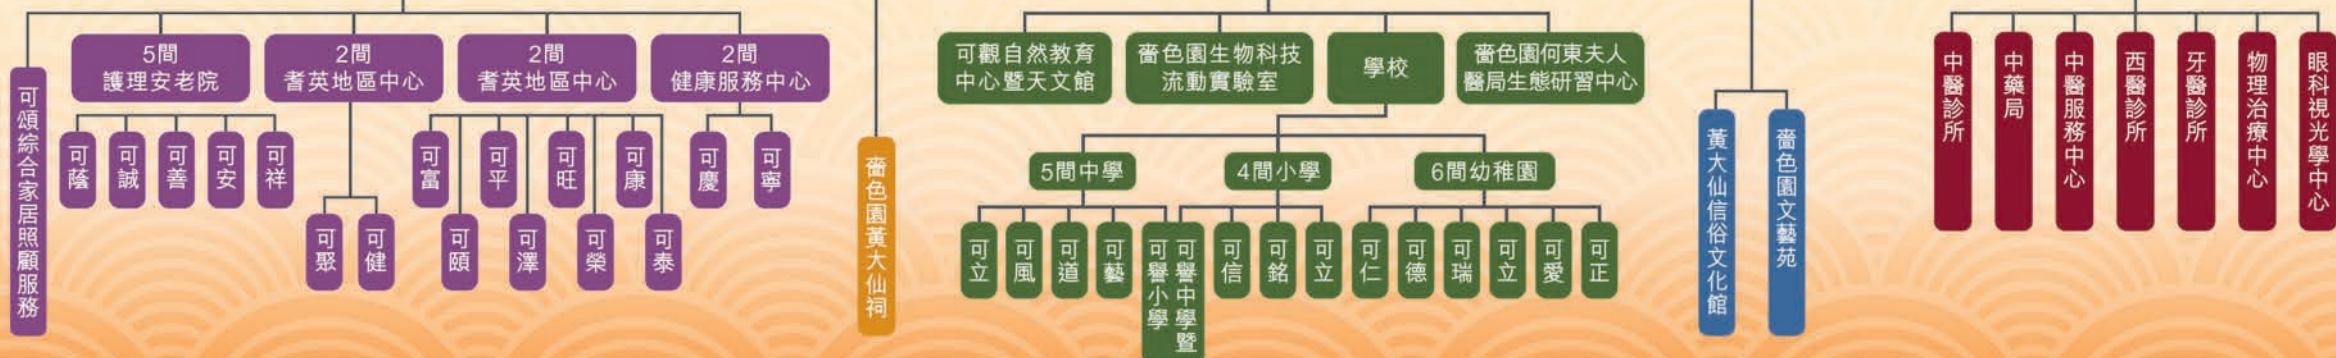 可頌綜合家居照顧服務
5間
護理安老院
可蔭
可誠
可善
可安
可祥
2間
耆英地區中心
可聚
可健
2間
耆英地區中心
可富
可頤
可平
可澤
可旺
可榮
可康
可泰
2間
健康服務中心
可慶
可寧
嗇色園黃大仙祠
可觀自然教育
中心暨天文館
嗇色園生物科技
流動實驗室
學校
嗇色園何東夫人
醫局生態研習中心
5間中學
可立
可風
可道
可藝
可譽中學暨
可譽小學
4間小學
可信
可銘
可立
6間幼稚園
可仁
可德
可瑞
可立
可愛
可正
黃大仙信俗文化館
嗇色園文藝苑
中醫診所
中藥局
中醫服務中心
西醫診所
牙醫診所
物理治療中心
眼科視光學中心